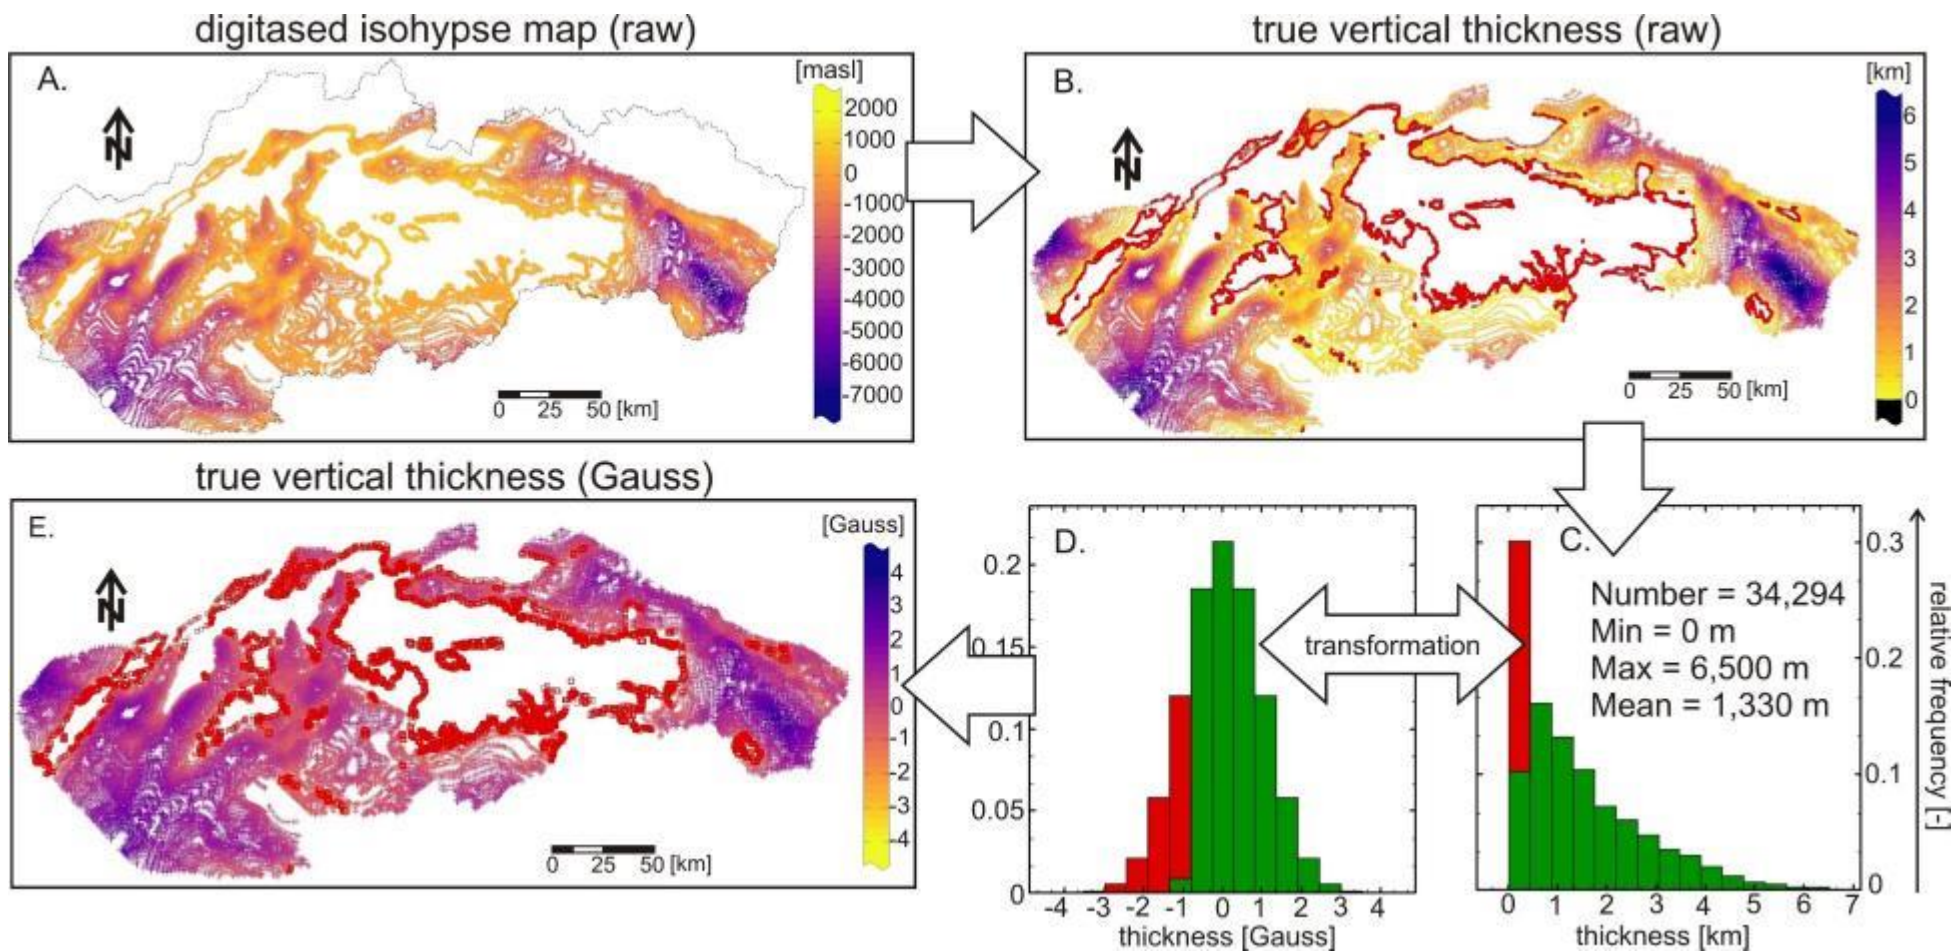 digitased isohypse map (raw)
true vertical thickness (raw)
A.
[masl]
2000
1000
0
-1000
-2000
-3000
-4000
-5000
-6000
-7000
N
0 25 50 [km]
B.
[km]
6
5
4
3
2
1
0
N
0 25 50 [km]
true vertical thickness (Gauss)
E.
[Gauss]
4
3
2
1
0
-1
-2
-3
-4
N
0 25 50
[km]
D.
0.2
0.15
0.1
0.05
0
-4 -3 -2 -1 0 1 2 3 4
thickness [Gauss]
transformation
C.
Number = 34,294
Min = 0 m
Max = 6,500 m
Mean = 1,330 m
0.3
0.2
0.1
0
relative frequency [-]
0 1 2 3 4 5 6 7
thickness [km]